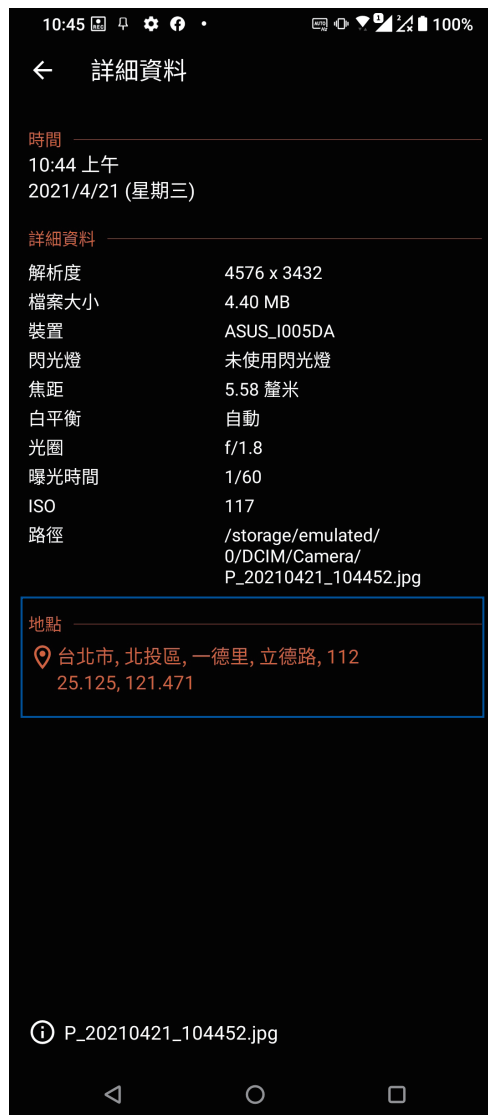 10:45 100%
詳細資料
時間
10:44 上午
2021/4/21 (星期三)
詳細資料
解析度 4576 x 3432
檔案大小 4.40 MB
裝置 ASUS_I005DA
閃光燈 未使用閃光燈
焦距 5.58 釐米
白平衡 自動
光圈 f/1.8
曝光時間 1/60
ISO 117
路徑 /storage/emulated/
0/DCIM/Camera/
P_20210421_104452.jpg
地點
台北市, 北投區, 一德里, 立德路, 112
25.125, 121.471
P_20210421_104452.jpg